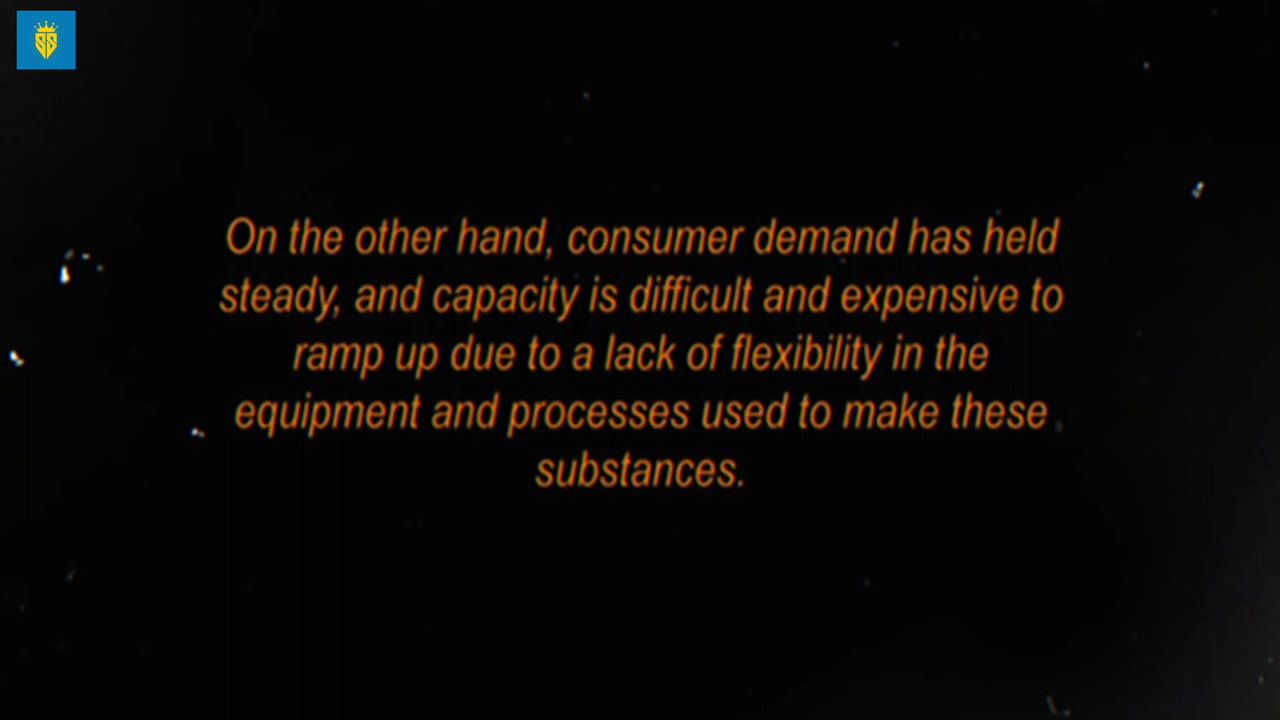 On the other hand, consumer demand has held
steady, and capacity is difficult and expensive to
ramp up due to a lack of flexibility in the
equipment and processes used to make these
substances.